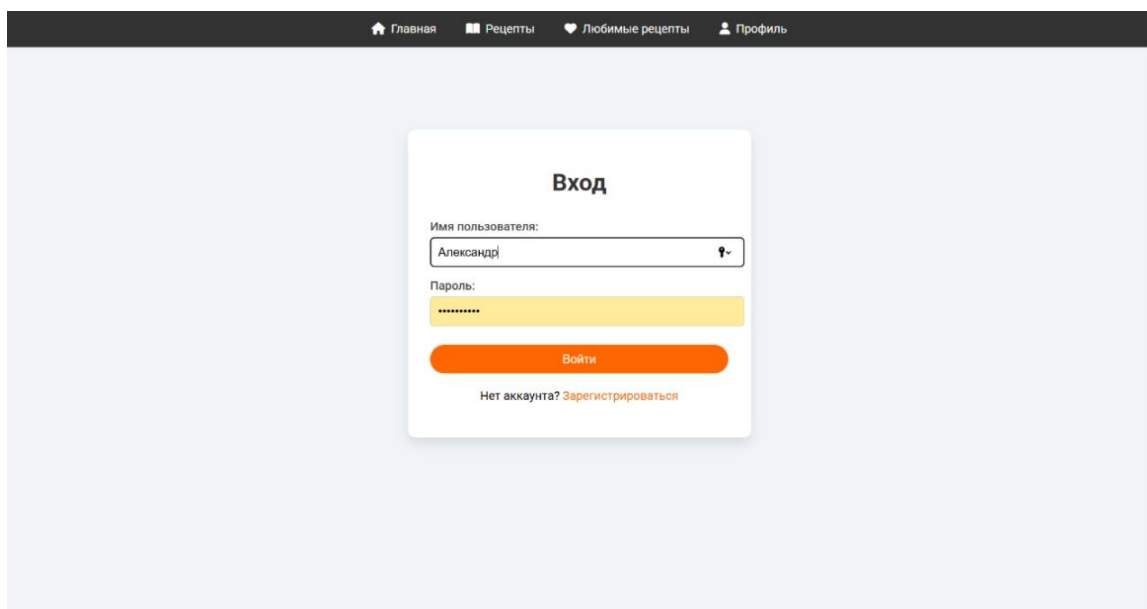 Главная Рецепты Любимые рецепты Профиль
Вход
Имя пользователя:
Александр
Пароль:
••••••••••
Войти
Нет аккаунта? Зарегистрироваться